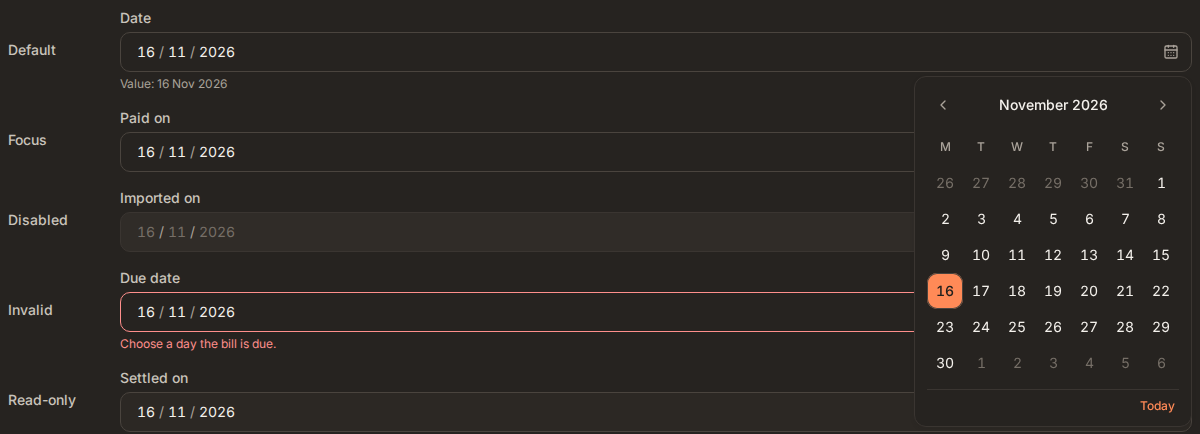 Date
Default
16 / 11 / 2026
Value: 16 Nov 2026
Paid on
Focus
16 / 11 / 2026
Imported on
Disabled
16 / 11 / 2026
Due date
Invalid
16 / 11 / 2026
Choose a day the bill is due.
Settled on
Read-only
16 / 11 / 2026
November 2026
M T W T F S S
26 27 28 29 30 31 1
2 3 4 5 6 7 8
9 10 11 12 13 14 15
16 17 18 19 20 21 22
23 24 25 26 27 28 29
30 1 2 3 4 5 6
Today